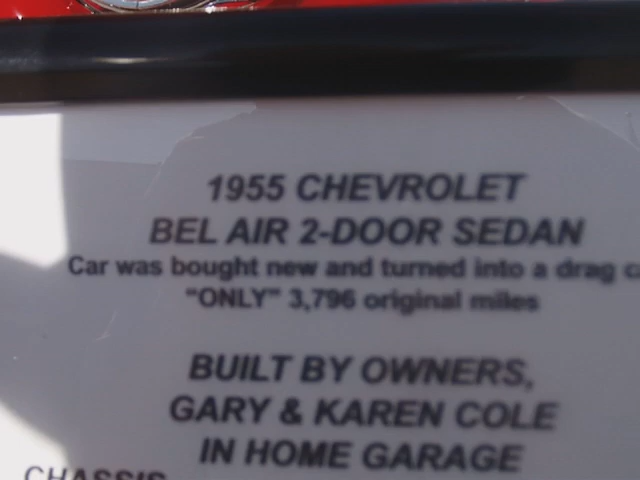 1955 CHEVROLET
BEL AIR 2-DOOR SEDAN
Car was bought new and turned into a drag
"ONLY" 3,796 original miles
BUILT BY OWNERS,
GARY & KAREN COLE
IN HOME GARAGE
CHASSIS